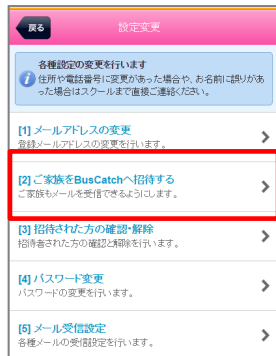 戻る
設定変更
各種設定の変更を行います
住所や電話番号に変更があった場合や、お名前に誤りがあ
った場合はスクールまで直接ご連絡ください。
[1] メールアドレスの変更
登録メールアドレスの変更を行います。
[2] ご家族をBusCatchへ招待する
ご家族もメールを受信できるようにします。
[3] 招待された方の確認・解除
招待者された方の確認と解除を行います。
[4] パスワード変更
パスワードの変更を行います。
[5] メール受信設定
各種メールの受信設定を行います。